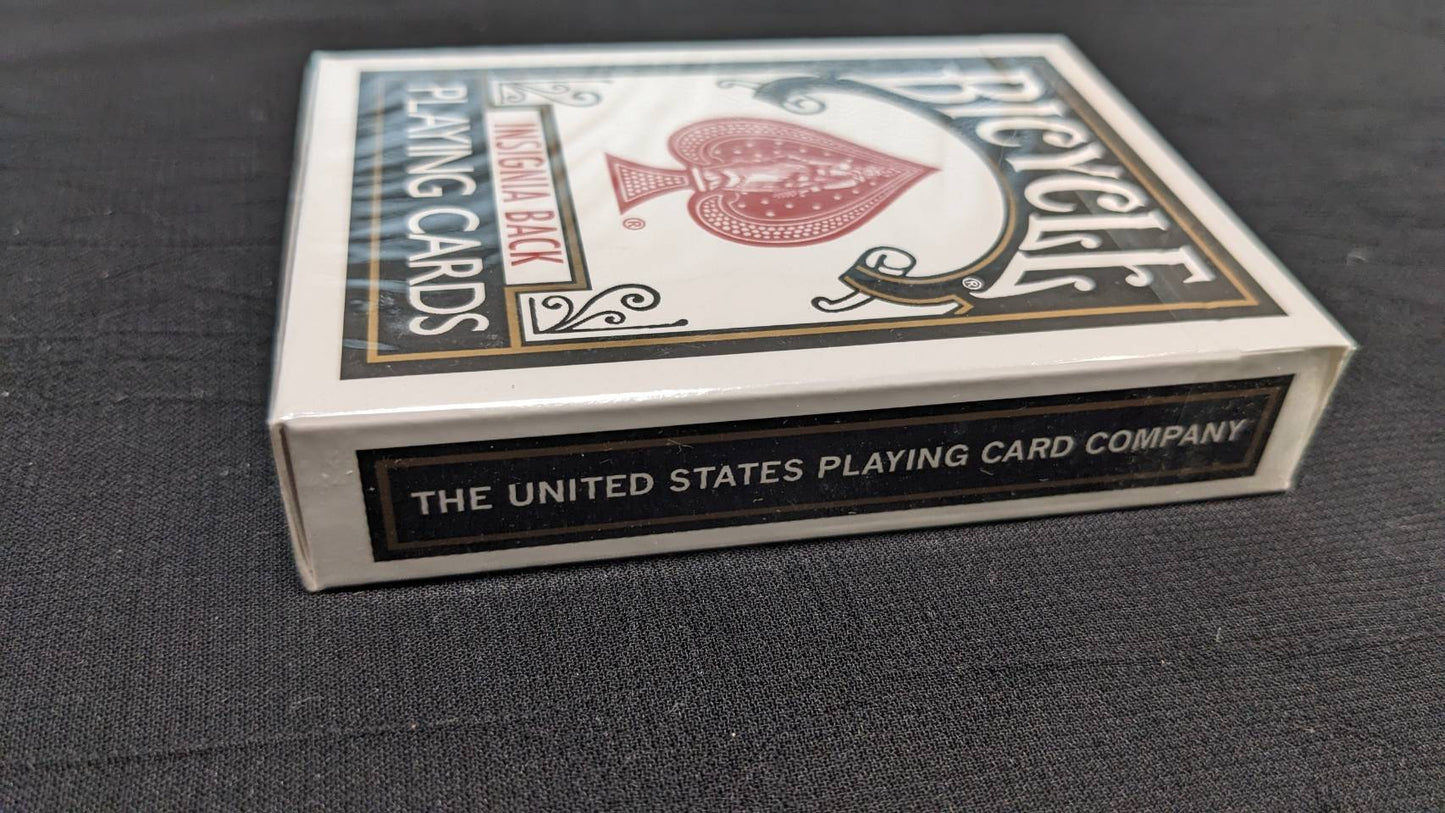 BICYCLE®
®
INSIGNIA BACK
PLAYING CARDS
THE UNITED STATES PLAYING CARD COMPANY